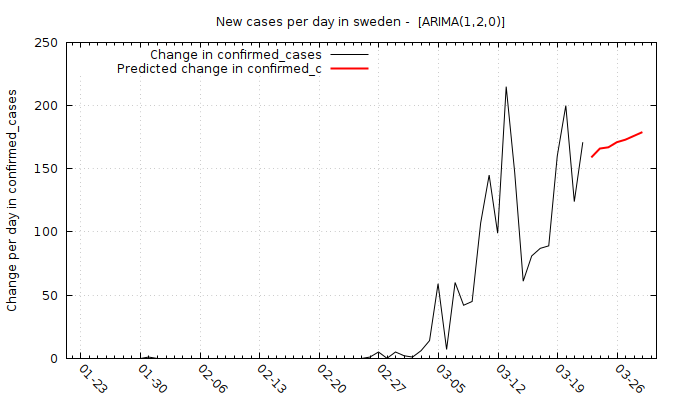 New cases per day in sweden - [ARIMA(1,2,0)]
Change in confirmed_cases
Predicted change in confirmed_c
Change per day in confirmed_cases
250
200
150
100
50
0
01-23 01-30 02-06 02-13 02-20 02-27 03-05 03-12 03-19 03-26